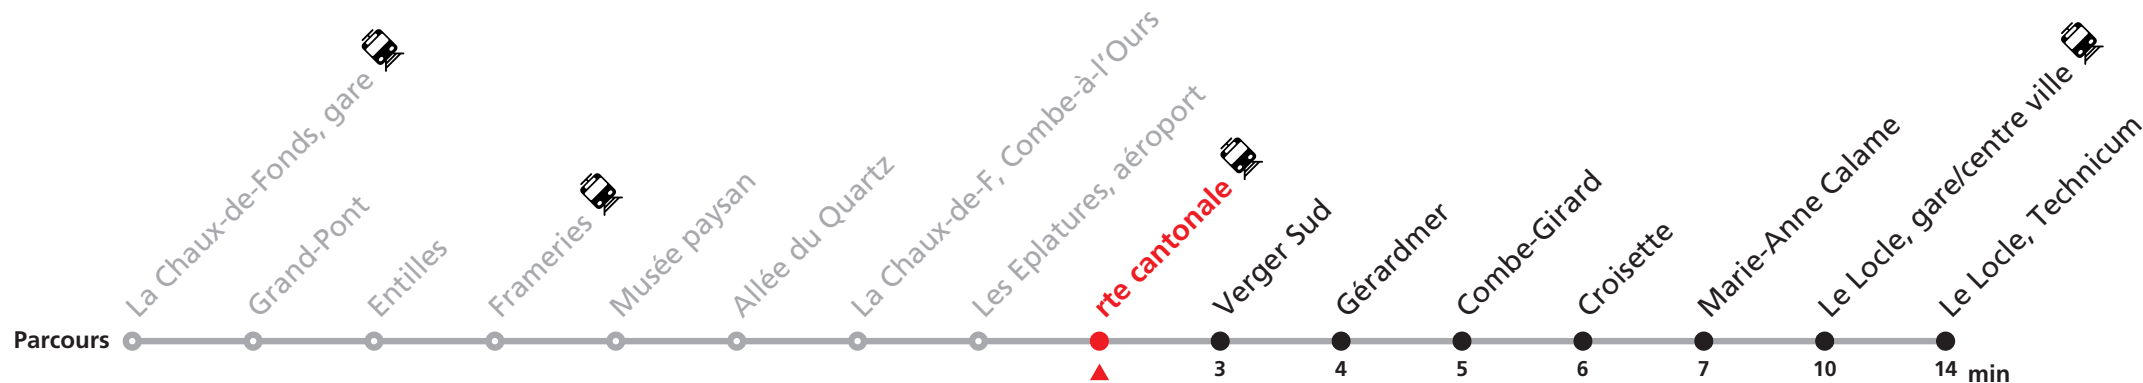 La Chaux-de-Fonds, gare
Grand-Pont
Entilles
Frameries
Musée paysan
Allée du Quartz
La Chaux-de-F, Combe-à-l'Ours
Les Eplatures, aéroport
rte cantonale
Verger Sud
Gérardmer
Combe-Girard
Croisette
Marie-Anne Calame
Le Locle, gare/centre ville
Le Locle, Technicum
Parcours
3 4 5 6 7 10 14 min